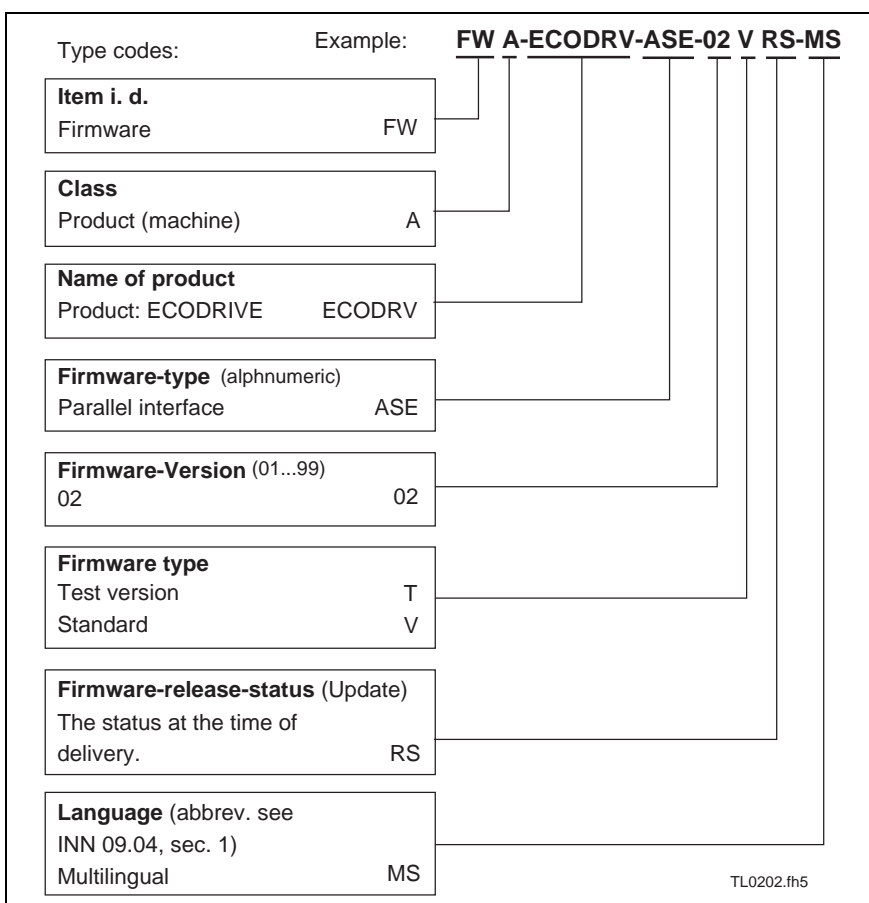 Type codes: Example: FW A-ECODRV-ASE-02 V RS-MS
Item i. d.
Firmware FW
Class
Product (machine) A
Name of product
Product: ECODRIVE ECODRV
Firmware-type (alphnumeric)
Parallel interface ASE
Firmware-Version (01...99)
02 02
Firmware type
Test version T
Standard V
Firmware-release-status (Update)
The status at the time of
delivery. RS
Language (abbrev. see
INN 09.04, sec. 1)
Multilingual MS
TL0202.fh5